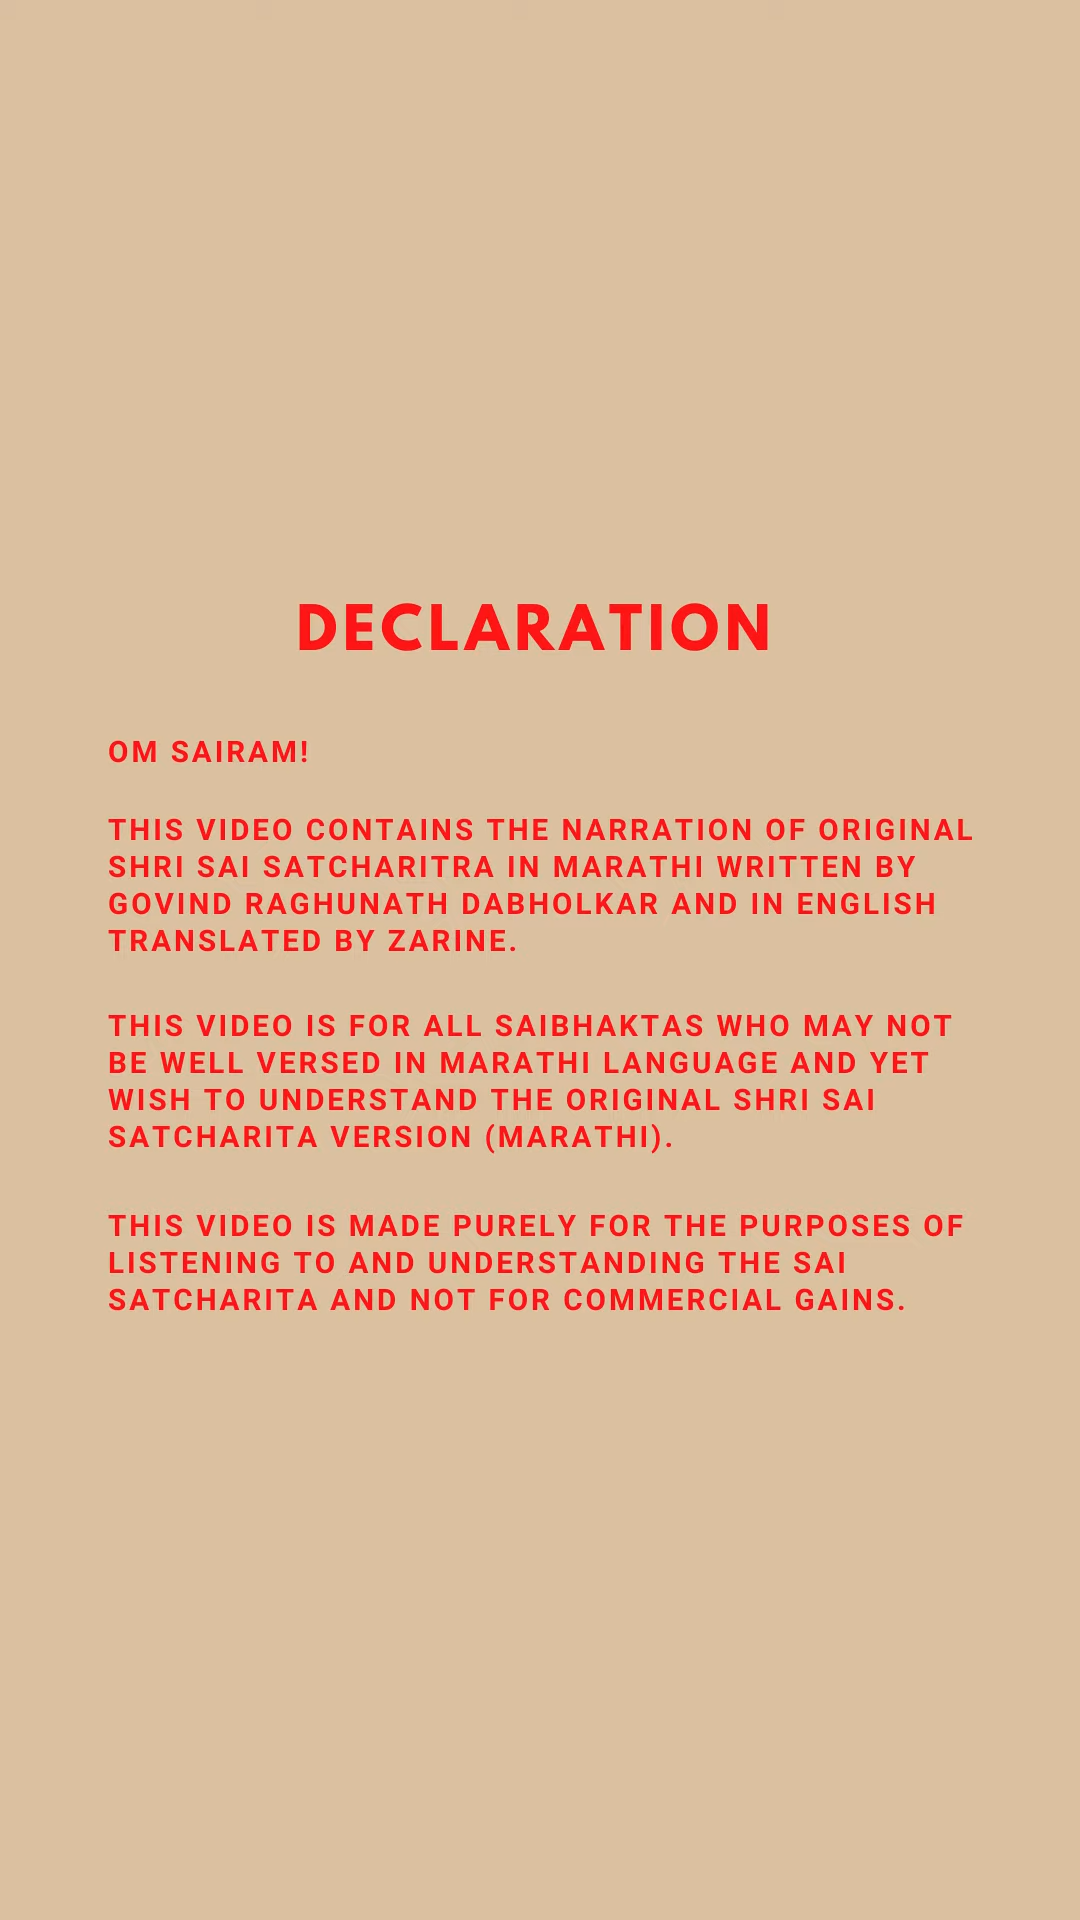 DECLARATION
OM SAIRAM!
THIS VIDEO CONTAINS THE NARRATION OF ORIGINAL
SHRI SAI SATCHARITRA IN MARATHI WRITTEN BY
GOVIND RAGHUNATH DABHOLKAR AND IN ENGLISH
TRANSLATED BY ZARINE.
THIS VIDEO IS FOR ALL SAIBHAKTAS WHO MAY NOT
BE WELL VERSED IN MARATHI LANGUAGE AND YET
WISH TO UNDERSTAND THE ORIGINAL SHRI SAI
SATCHARITA VERSION (MARATHI).
THIS VIDEO IS MADE PURELY FOR THE PURPOSES OF
LISTENING TO AND UNDERSTANDING THE SAI
SATCHARITA AND NOT FOR COMMERCIAL GAINS.